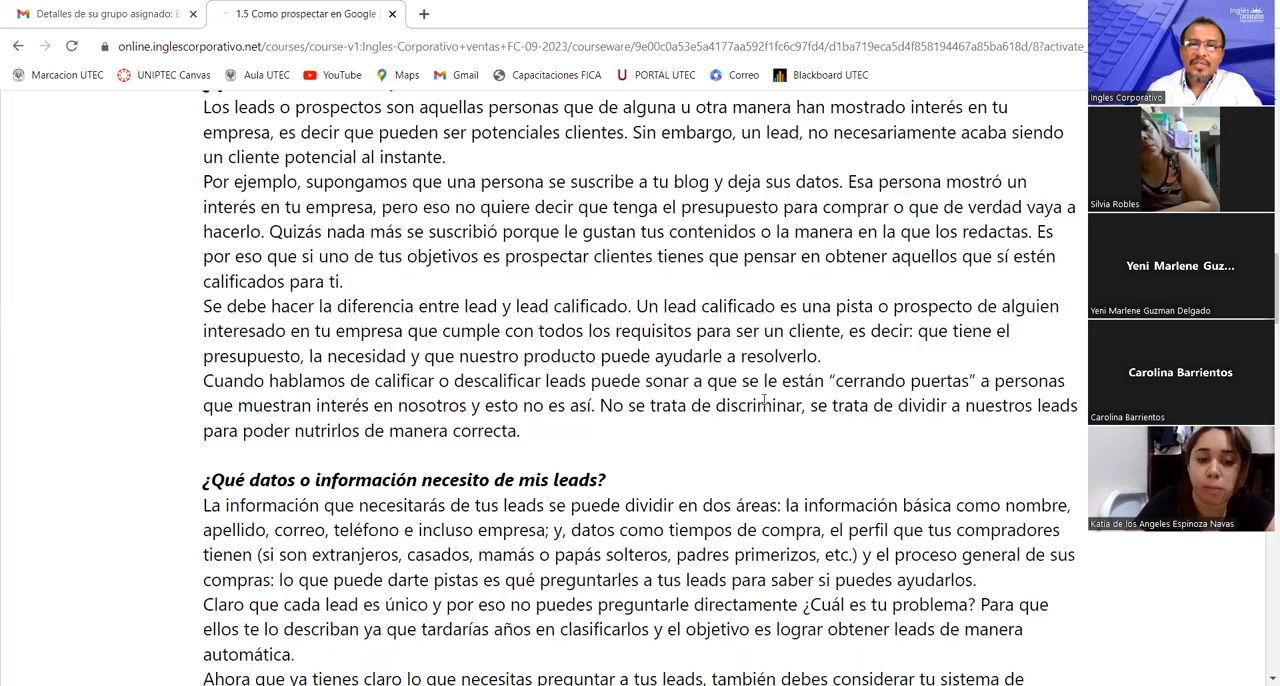 Detalles de su grupo asignado: E
1.5 Como prospectar en Google
online.inglescorporativo.net/courses/course-v1:Ingles-Corporativo+ventas+FC-09-2023/courseware/9e00c0a53e5a4177aa592f1fc6c97fd4/d1ba719eca5d4f858194467a85ba618d/8?activate_
Marcacion UTEC
UNIPTEC Canvas
Aula UTEC
YouTube
Maps
Gmail
Capacitaciones FICA
PORTAL UTEC
Correo
Blackboard UTEC
Los leads o prospectos son aquellas personas que de alguna u otra manera han mostrado interés en tu
empresa, es decir que pueden ser potenciales clientes. Sin embargo, un lead, no necesariamente acaba siendo
un cliente potencial al instante.
Por ejemplo, supongamos que una persona se suscribe a tu blog y deja sus datos. Esa persona mostró un
interés en tu empresa, pero eso no quiere decir que tenga el presupuesto para comprar o que de verdad vaya a
hacerlo. Quizás nada más se suscribió porque le gustan tus contenidos o la manera en la que los redactas. Es
por eso que si uno de tus objetivos es prospectar clientes tienes que pensar en obtener aquellos que sí estén
calificados para ti.
Se debe hacer la diferencia entre lead y lead calificado. Un lead calificado es una pista o prospecto de alguien
interesado en tu empresa que cumple con todos los requisitos para ser un cliente, es decir: que tiene el
presupuesto, la necesidad y que nuestro producto puede ayudarle a resolverlo.
Cuando hablamos de calificar o descalificar leads puede sonar a que se le están “cerrando puertas” a personas
que muestran interés en nosotros y esto no es así. No se trata de discriminar, se trata de dividir a nuestros leads
para poder nutrirlos de manera correcta.
¿Qué datos o información necesito de mis leads?
La información que necesitarás de tus leads se puede dividir en dos áreas: la información básica como nombre,
apellido, correo, teléfono e incluso empresa; y, datos como tiempos de compra, el perfil que tus compradores
tienen (si son extranjeros, casados, mamás o papás solteros, padres primerizos, etc.) y el proceso general de sus
compras: lo que puede darte pistas es qué preguntarles a tus leads para saber si puedes ayudarlos.
Claro que cada lead es único y por eso no puedes preguntarle directamente ¿Cuál es tu problema? Para que
ellos te lo describan ya que tardarías años en clasificarlos y el objetivo es lograr obtener leads de manera
automática.
Ahora que ya tienes claro lo que necesitas preguntar a tus leads, también debes considerar tu sistema de
Inglés
Corporativo
Ingles Corporativo
Silvia Robles
Yeni Marlene Guz...
Yeni Marlene Guzman Delgado
Carolina Barrientos
Carolina Barrientos
Katia de los Angeles Espinoza Navas